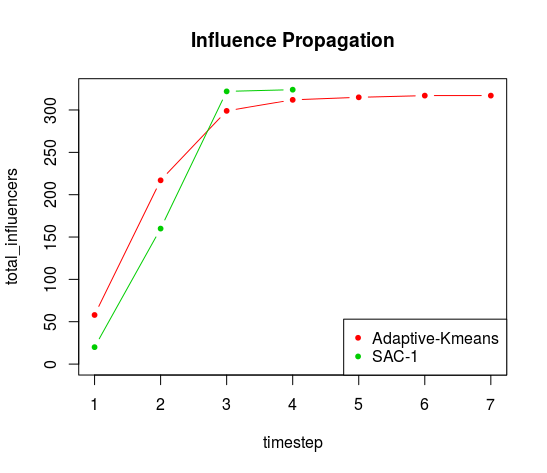 Influence Propagation
total_influencers
300
250
200
150
100
50
0
Adaptive-Kmeans
SAC-1
1 2 3 4 5 6 7
timestep